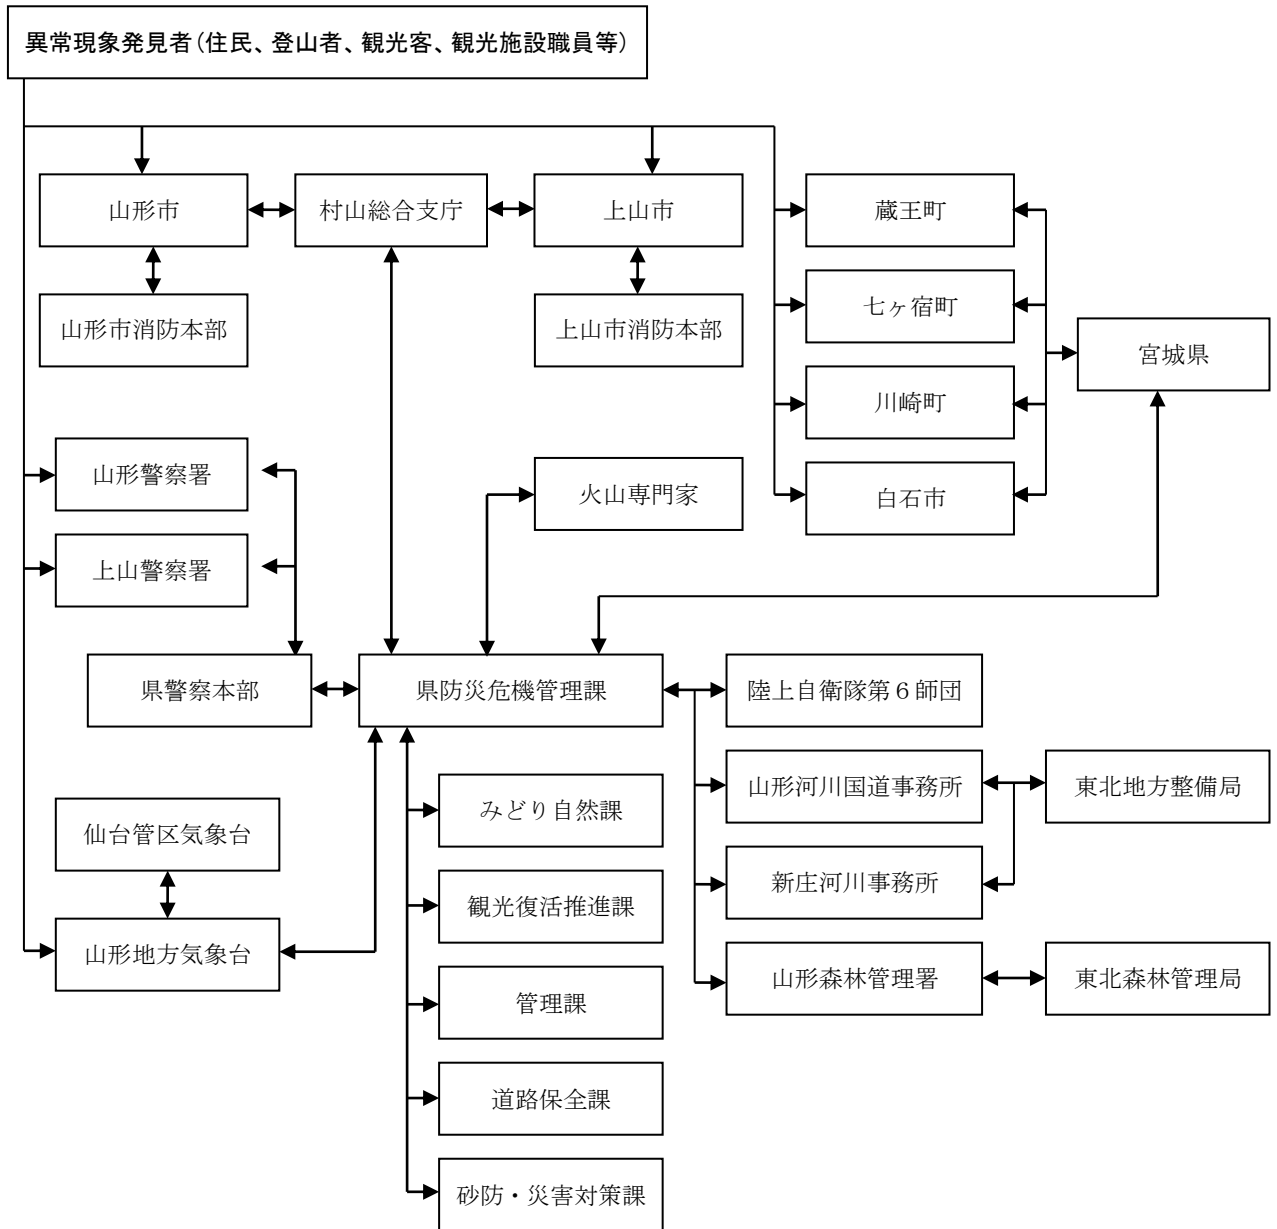 異常現象発見者(住民、登山者、観光客、観光施設職員等)
山形市
村山総合支庁
上山市
蔵王町
山形市消防本部
上山市消防本部
七ヶ宿町
宮城県
川崎町
山形警察署
火山専門家
白石市
上山警察署
県警察本部
県防災危機管理課
陸上自衛隊第6師団
山形河川国道事務所
東北地方整備局
みどり自然課
仙台管区気象台
新庄河川事務所
観光復活推進課
山形地方気象台
山形森林管理署
東北森林管理局
管理課
道路保全課
砂防・災害対策課